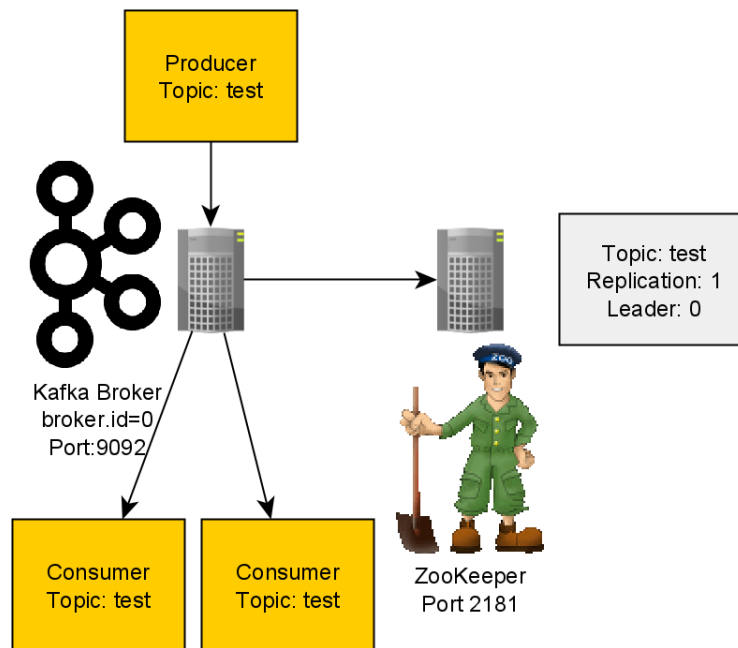 Producer
Topic: test
Topic: test
Replication: 1
Leader: 0
ZOO
Kafka Broker
broker.id=0
Port:9092
Consumer
Topic: test
Consumer
Topic: test
ZooKeeper
Port 2181